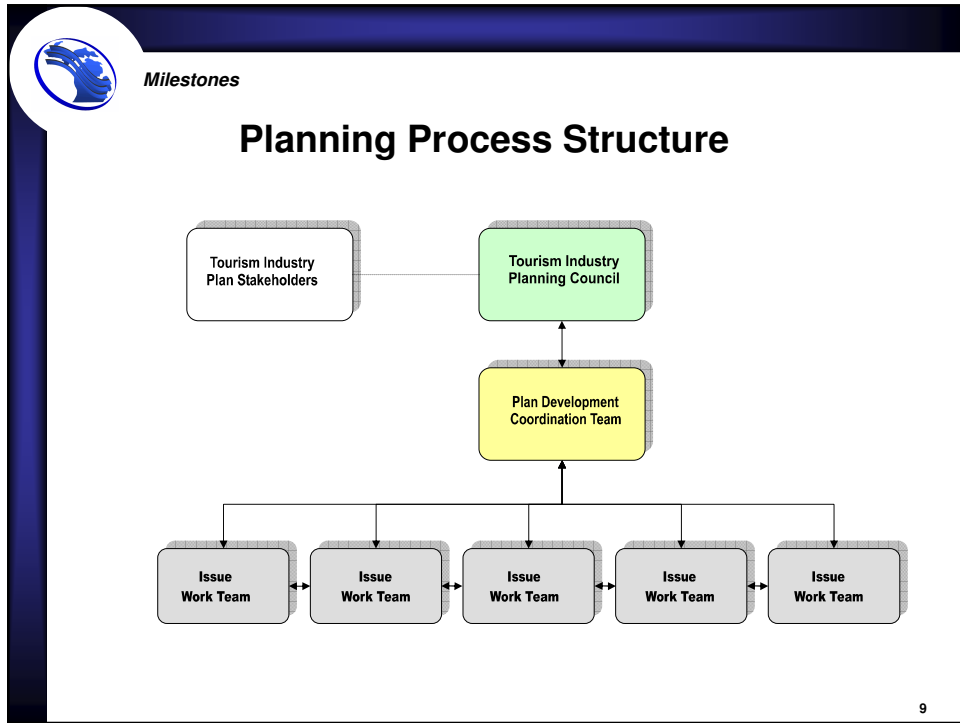 Milestones
Planning Process Structure
Tourism Industry
Plan Stakeholders
Tourism Industry
Planning Council
Plan Development
Coordination Team
Issue
Work Team
Issue
Work Team
Issue
Work Team
Issue
Work Team
Issue
Work Team
9